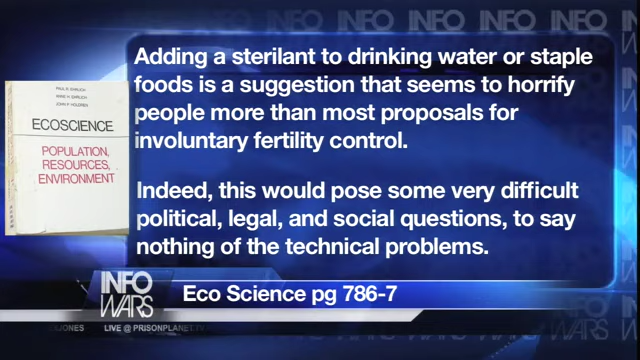 INFO INFO INFO INFO INFO
PAUL R. EHRLICH
ANNE H. EHRLICH
JOHN P. HOLDREN
ECOSCIENCE
POPULATION,
RESOURCES,
ENVIRONMENT
Adding a sterilant to drinking water or staple
foods is a suggestion that seems to horrify
people more than most proposals for
involuntary fertility control.
Indeed, this would pose some very difficult
political, legal, and social questions, to say
nothing of the technical problems.
INFO
WARS
Eco Science pg 786-7
JONES LIVE @ PRISONPLANET.TV